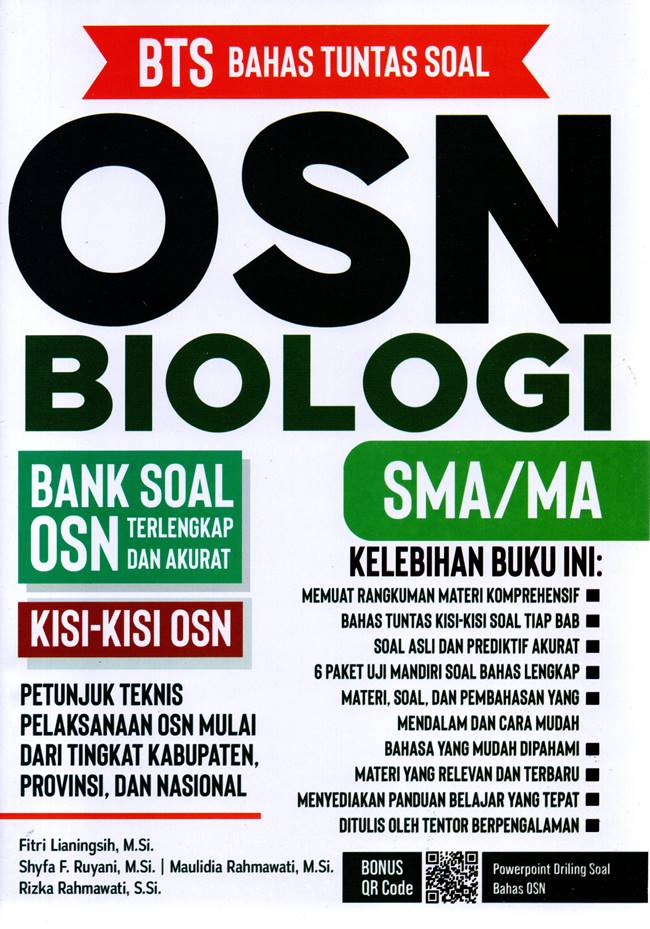 BTS BAHAS TUNTAS SOAL
OSN
BIOLOGI
SMA/MA
BANK SOAL
OSN TERLENGKAP
DAN AKURAT
KISI-KISI OSN
PETUNJUK TEKNIS
PELAKSANAAN OSN MULAI
DARI TINGKAT KABUPATEN,
PROVINSI, DAN NASIONAL
KELEBIHAN BUKU INI:
MEMUAT RANGKUMAN MATERI KOMPREHENSIF
BAHAS TUNTAS KISI-KISI SOAL TIAP BAB
SOAL ASLI DAN PREDIKTIF AKURAT
6 PAKET UJI MANDIRI SOAL BAHAS LENGKAP
MATERI, SOAL, DAN PEMBAHASAN YANG
MENDALAM DAN CARA MUDAH
BAHASA YANG MUDAH DIPAHAMI
MATERI YANG RELEVAN DAN TERBARU
MENYEDIAKAN PANDUAN BELAJAR YANG TEPAT
DITULIS OLEH TENTOR BERPENGALAMAN
Fitri Lianingsih, M.Si.
Shyfa F. Ruyani, M.Si. | Maulidia Rahmawati, M.Si.
Rizka Rahmawati, S.Si.
BONUS
QR Code
Powerpoint Driling Soal
Bahas OSN